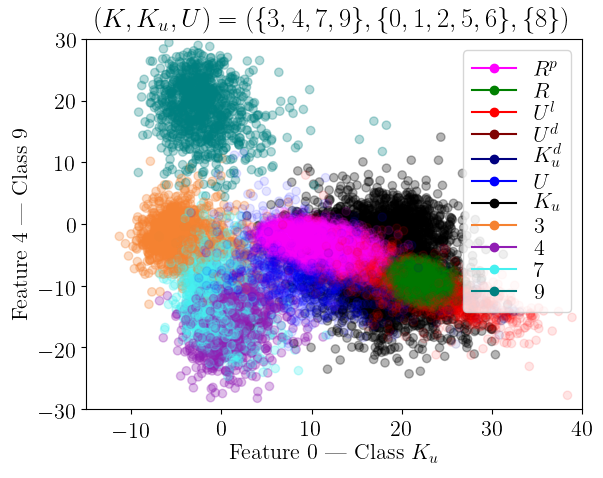 (K, K_u, U) = ({3, 4, 7, 9}, {0, 1, 2, 5, 6}, {8})
30
20
10
0
−10
−20
−30
Feature 4 — Class 9
R^p
R
U^l
U^d
K_u^d
U
K_u
3
4
7
9
−10 0 10 20 30 40
Feature 0 — Class K_u